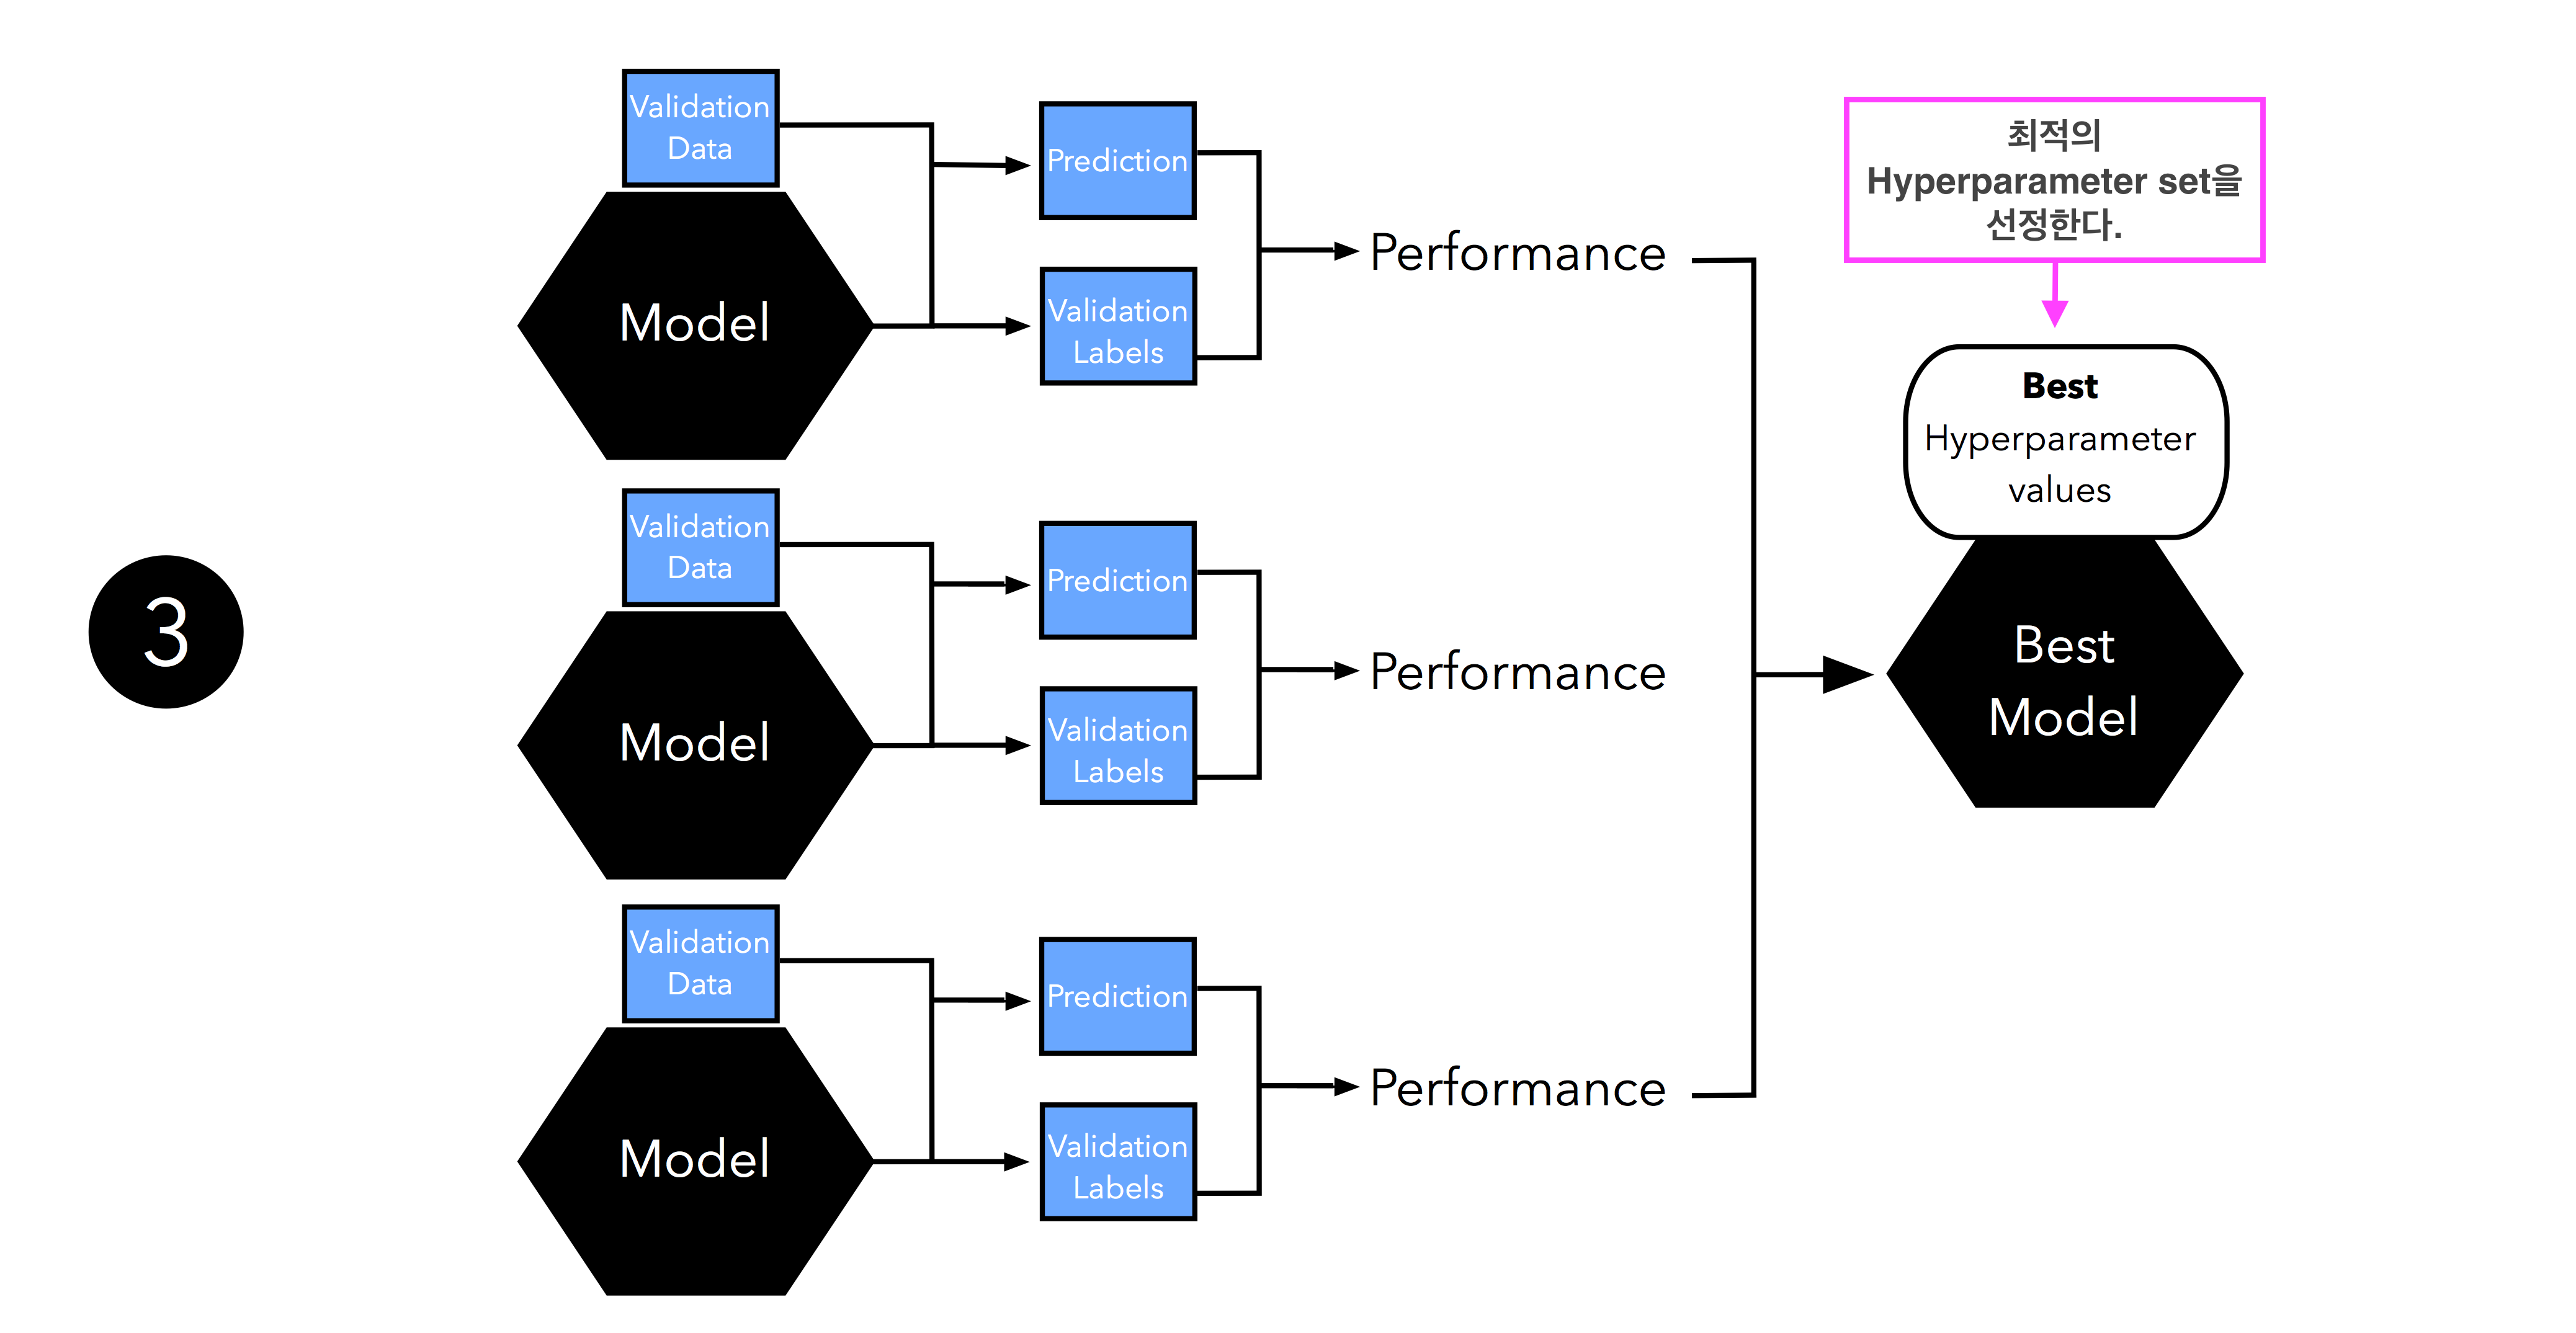 3
Validation
Data
Model
Prediction
Validation
Labels
Performance
Validation
Data
Model
Prediction
Validation
Labels
Performance
Validation
Data
Model
Prediction
Validation
Labels
Performance
최적의
Hyperparameter set을
선정한다.
Best
Hyperparameter
values
Best
Model